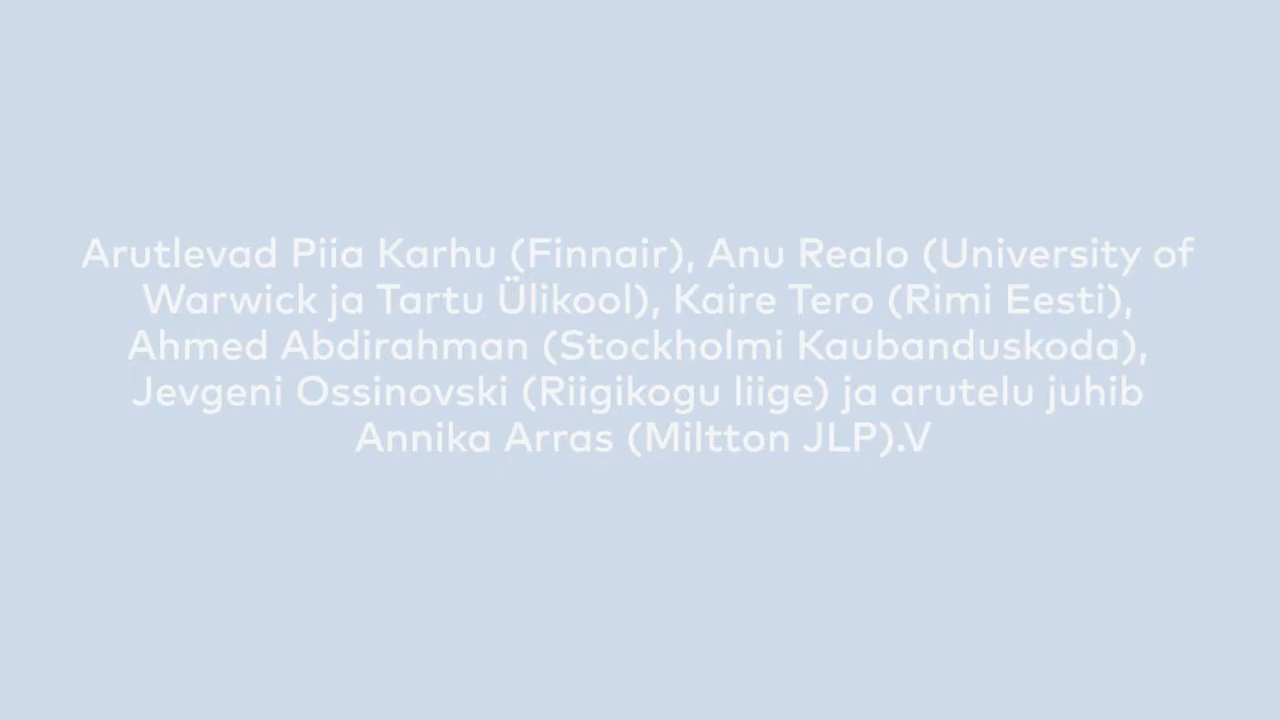 Arutlevad Piia Karhu (Finnair), Anu Realo (University of
Warwick ja Tartu Ülikool), Kaire Tero (Rimi Eesti),
Ahmed Abdirahman (Stockholmi Kaubanduskoda),
Jevgeni Ossinovski (Riigikogu liige) ja arutelu juhib
Annika Arras (Miltton JLP).V